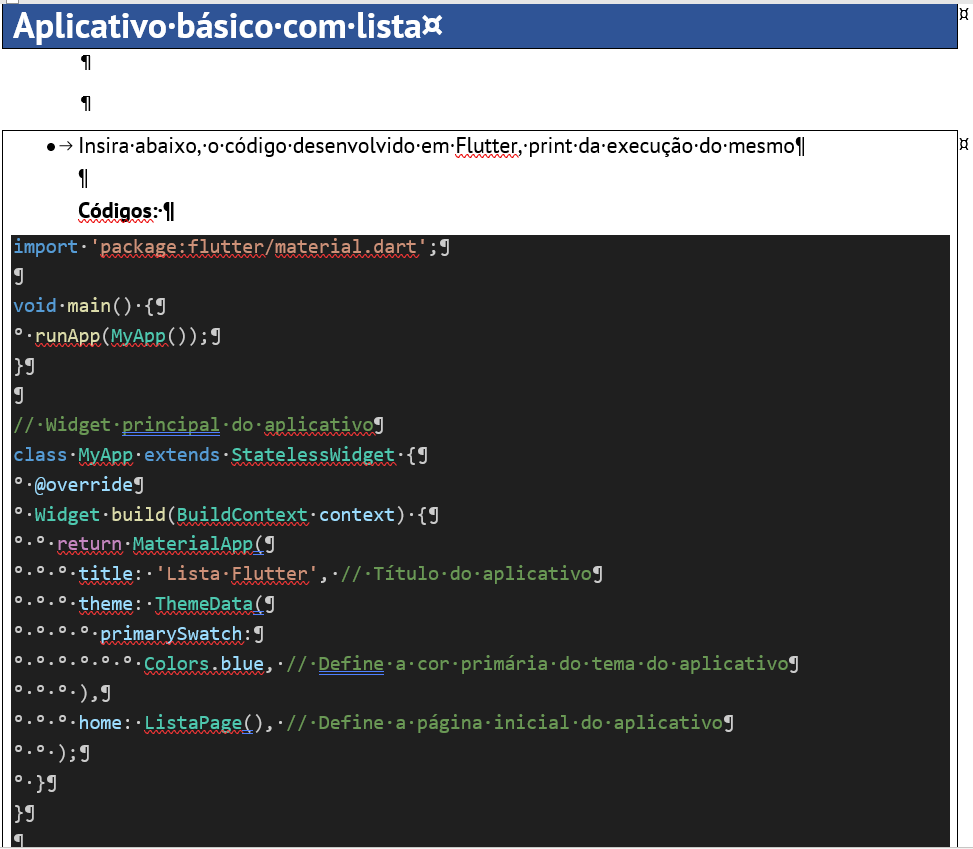 Aplicativo básico com lista
Insira abaixo, o código desenvolvido em Flutter, print da execução do mesmo
Códigos:
import 'package:flutter/material.dart';
void main() {
runApp(MyApp());
}
// Widget principal do aplicativo
class MyApp extends StatelessWidget {
@override
Widget build(BuildContext context) {
return MaterialApp(
title: 'Lista Flutter', // Título do aplicativo
theme: ThemeData(
primarySwatch:
Colors.blue, // Define a cor primária do tema do aplicativo
),
home: ListaPage(), // Define a página inicial do aplicativo
);
}
}